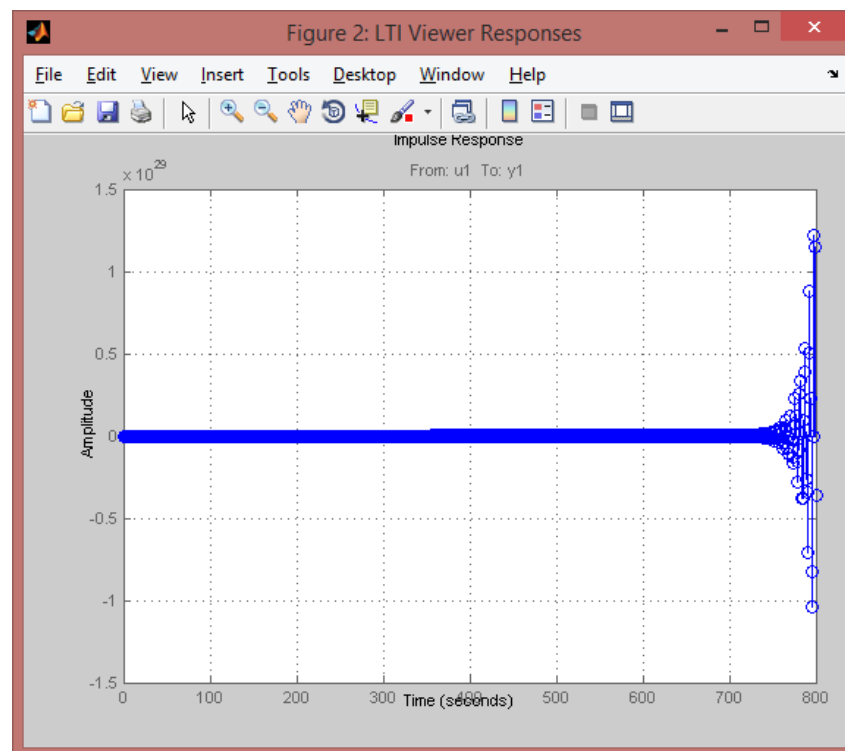 Figure 2: LTI Viewer Responses
File Edit View Insert Tools Desktop Window Help
Impulse Response
From: u1 To: y1
x 10^29
1.5
1
0.5
0
-0.5
-1
-1.5
Amplitude
0 100 200 300 400 500 600 700 800
Time (seconds)